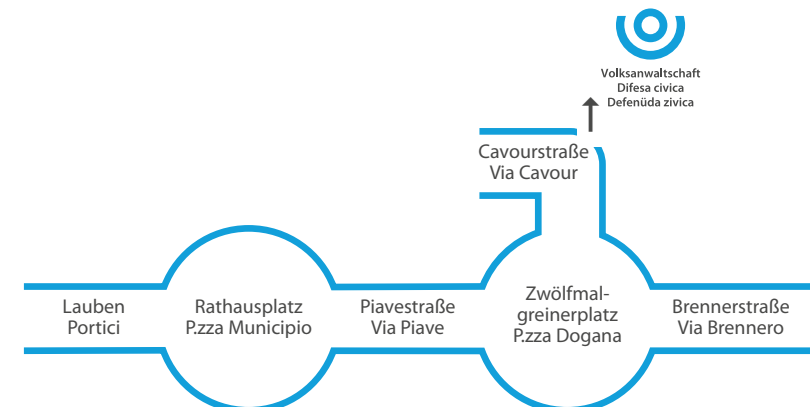 Volksanwaltschaft
Difesa civica
Defenüda zivica
Cavourstraße
Via Cavour
Lauben
Portici
Rathausplatz
P.zza Municipio
Piavestraße
Via Piave
Zwölfmal-
greinerplatz
P.zza Dogana
Brennerstraße
Via Brennero